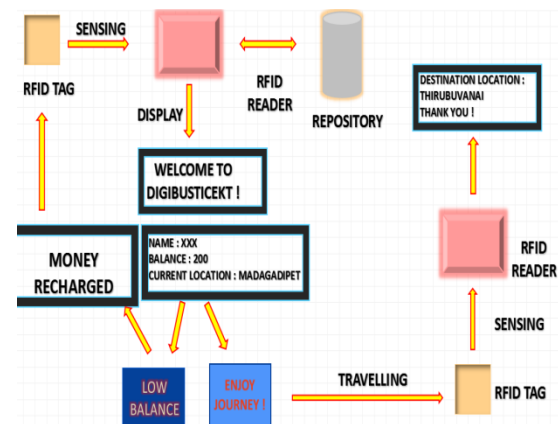 SENSING
RFID TAG
RFID
READER
REPOSITORY
DISPLAY
DESTINATION LOCATION :
THIRUBUVANAI
THANK YOU !
WELCOME TO
DIGIBUSTICEKT !
MONEY
RECHARGED
NAME : XXX
BALANCE : 200
CURRENT LOCATION : MADAGADIPET
RFID
READER
SENSING
LOW
BALANCE
ENJOY
JOURNEY !
TRAVELLING
RFID TAG